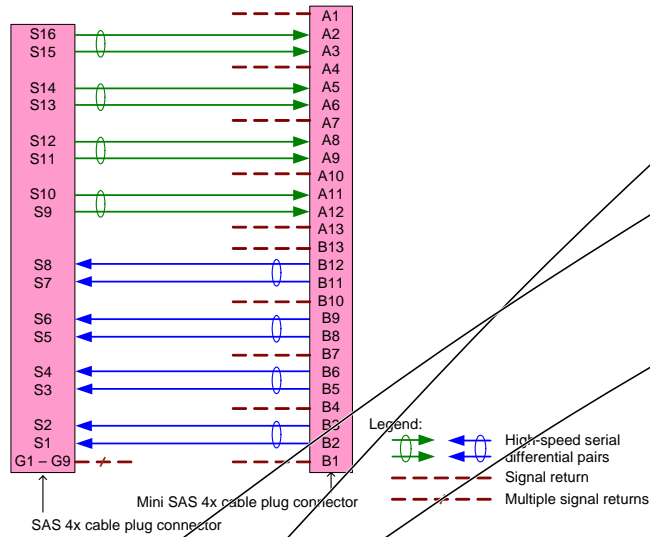 A1
S16 A2
S15 A3
A4
S14 A5
S13 A6
A7
S12 A8
S11 A9
A10
S10 A11
S9 A12
A13
B13
S8 B12
S7 B11
B10
S6 B9
S5 B8
B7
S4 B6
S3 B5
B4
S2 B3
S1 B2
G1 – G9 B1
Legend:
High-speed serial
differential pairs
Signal return
Multiple signal returns
Mini SAS 4x cable plug connector
SAS 4x cable plug connector